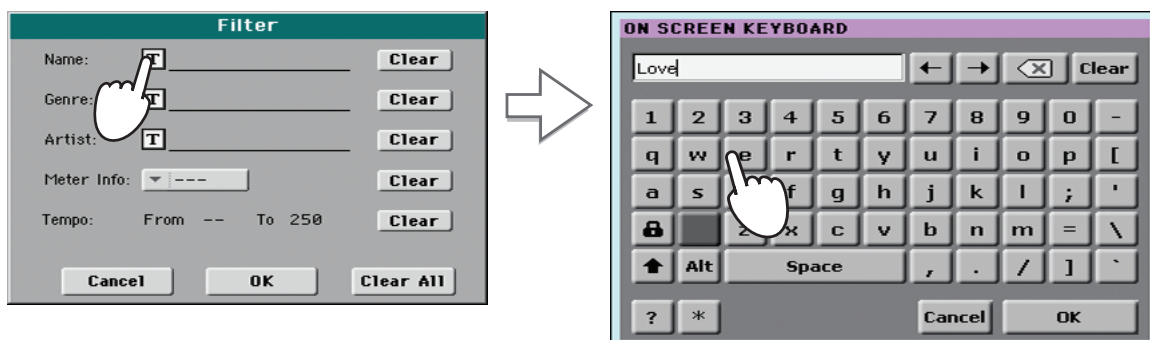 Filter
Name: T Clear
Genre: T Clear
Artist: T Clear
Meter Info: --- Clear
Tempo: From -- To 250 Clear
Cancel OK Clear All
ON SCREEN KEYBOARD
Love ← → Clear
1 2 3 4 5 6 7 8 9 0 -
q w e r t y u i o p [
a s f g h j k l ; '
z x c v b n m = \
Alt Space , . / ] `
? * Cancel OK